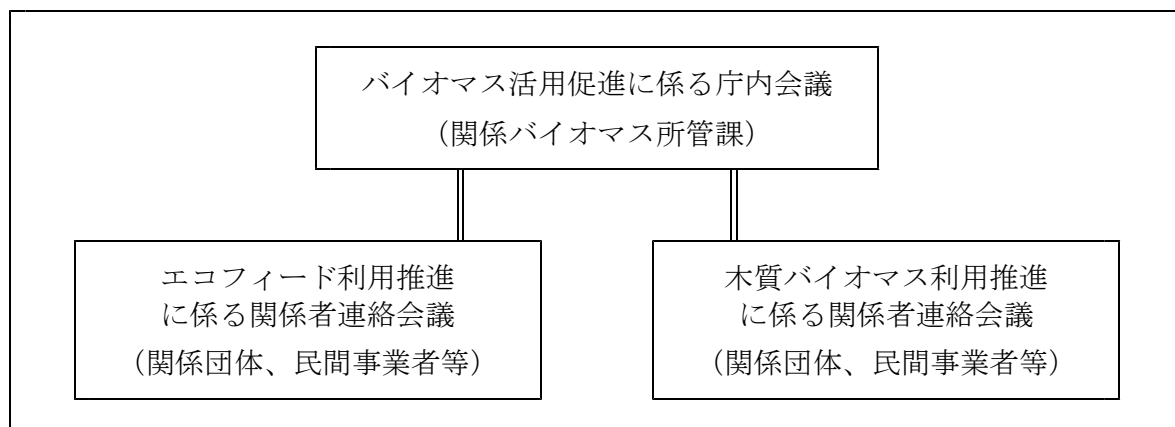 バイオマス活用促進に係る庁内会議
（関係バイオマス所管課）
エコフィード利用推進
に係る関係者連絡会議
（関係団体、民間事業者等）
木質バイオマス利用推進
に係る関係者連絡会議
（関係団体、民間事業者等）